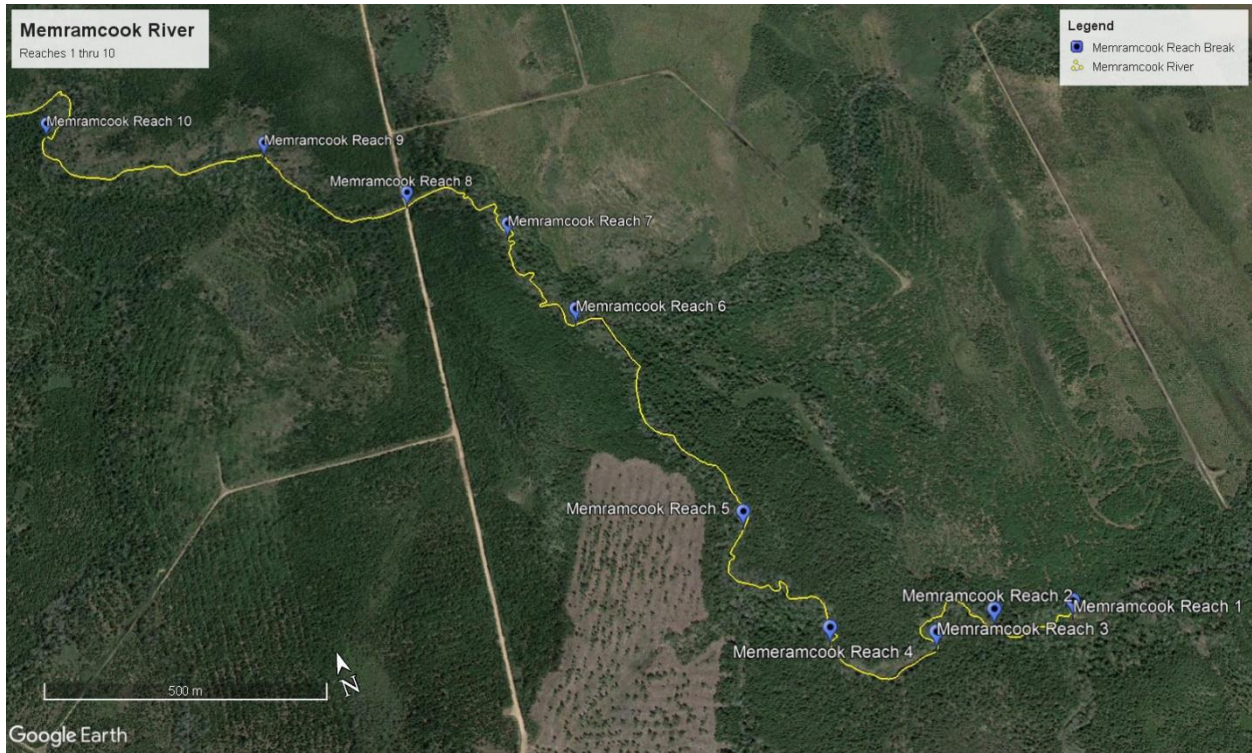 Memramcook River
Reaches 1 thru 10
Legend
Memramcook Reach Break
Memramcook River
Memramcook Reach 10
Memramcook Reach 9
Memramcook Reach 8
Memramcook Reach 7
Memramcook Reach 6
Memramcook Reach 5
Memramcook Reach 2
Memramcook Reach 1
Memramcook Reach 3
Memeramcook Reach 4
500 m
N
Google Earth